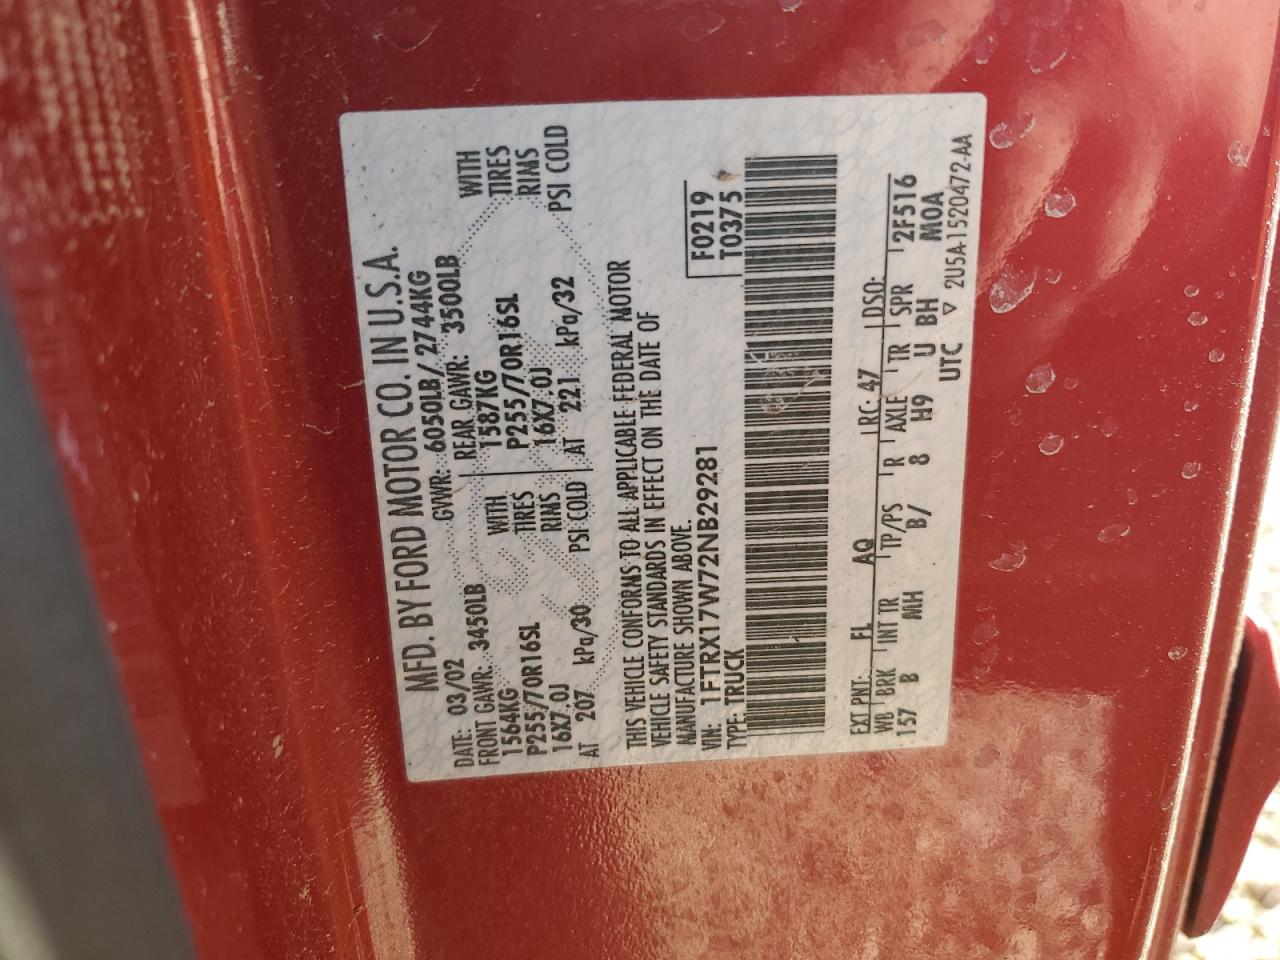 MFD. BY FORD MOTOR CO. IN U.S.A.
DATE: 03/02 GVWR: 6050LB/ 2744KG
FRONT GAWR: 3450LB REAR GAWR: 3500LB
1564KG WITH 1587KG WITH
P255/70R16SL TIRES P255/70R16SL TIRES
16X7.0J RIMS 16X7.0J RIMS
AT 207 kPa/30 PSI COLD AT 221 kPa/32 PSI COLD
THIS VEHICLE CONFORMS TO ALL APPLICABLE FEDERAL MOTOR
VEHICLE SAFETY STANDARDS IN EFFECT ON THE DATE OF
MANUFACTURE SHOWN ABOVE.
VIN: 1FTRX17W72NB29281 F0219
TYPE: TRUCK T0375
EXT PNT: FL AQ RC: 47 DSO:
WB BRK INT TR TP/PS R AXLE TR SPR 2F516
157 B MH B/ 8 H9 U BH MOA
UTC ▽ 2U5A-1520472-AA